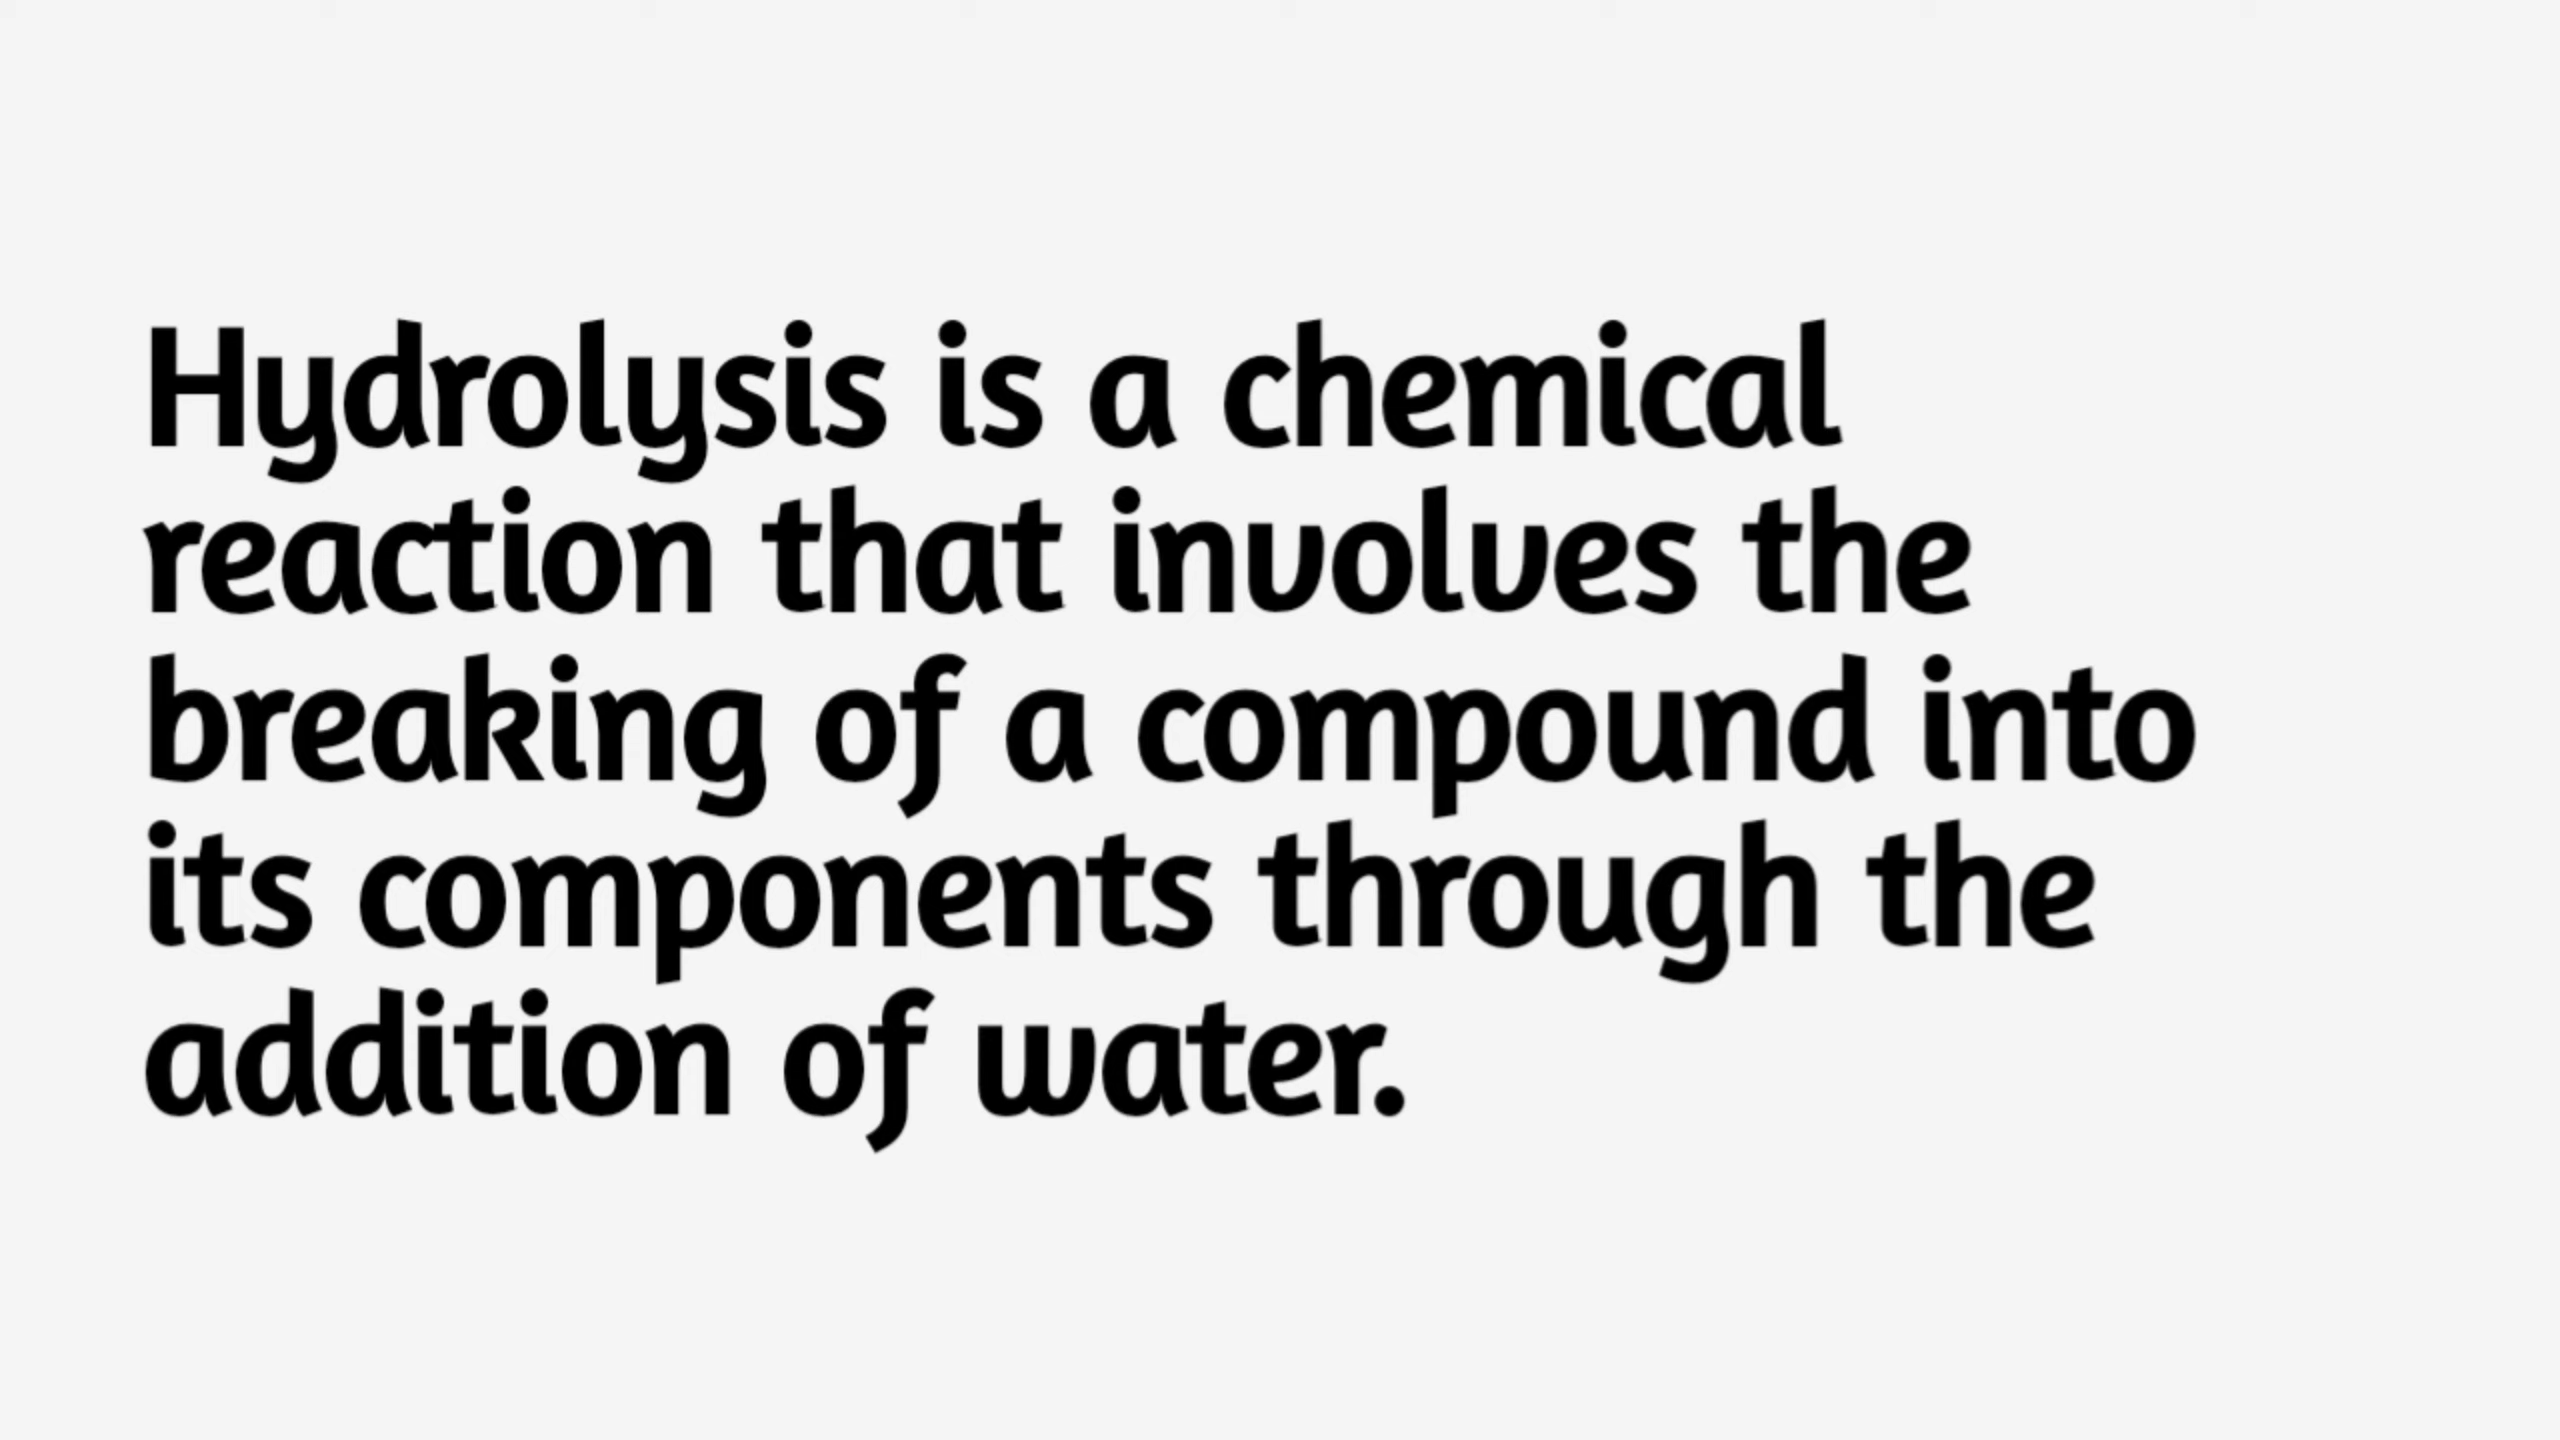 Hydrolysis is a chemical
reaction that involves the
breaking of a compound into
its components through the
addition of water.